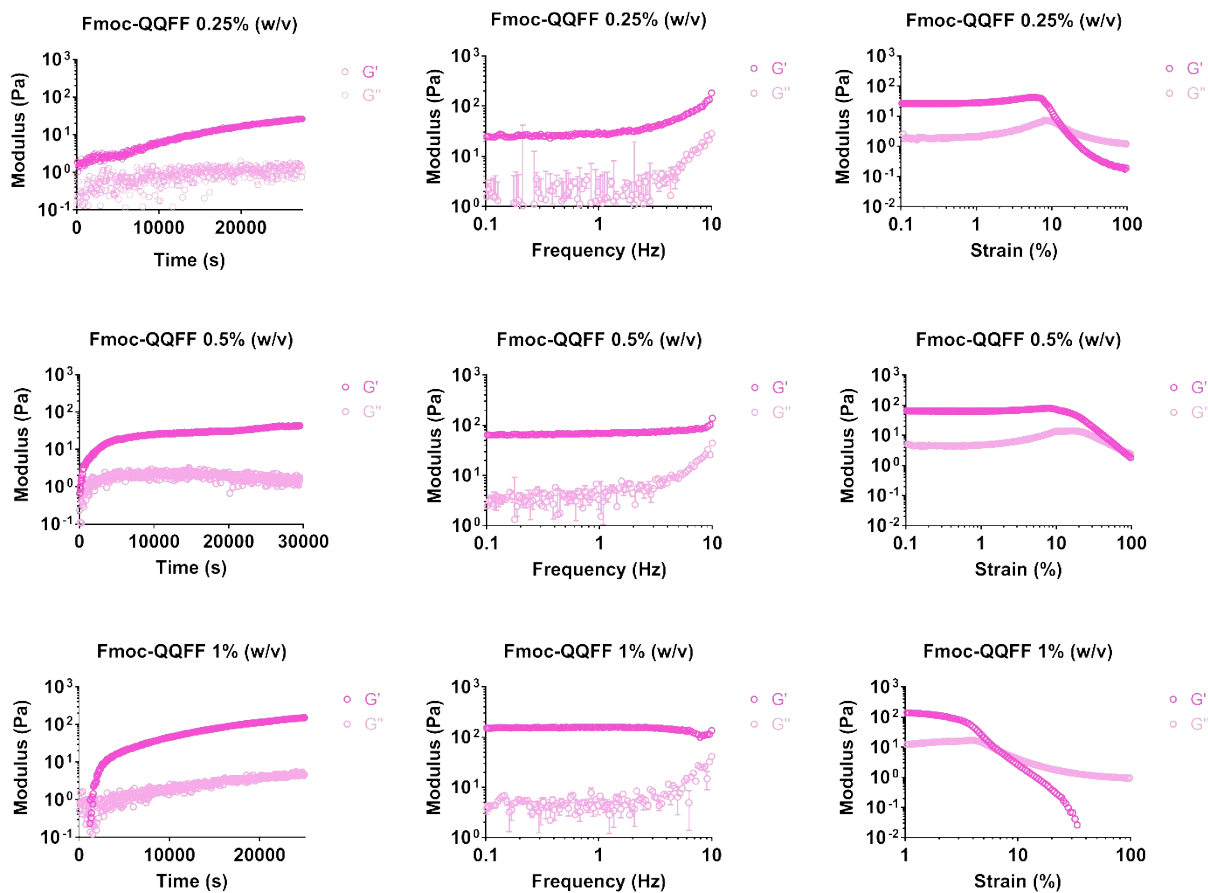 Fmoc-QQFF 0.25% (w/v)
Modulus (Pa)
10³
10²
10¹
10⁰
10⁻¹
0
10000
20000
Time (s)
G'
G''
Fmoc-QQFF 0.25% (w/v)
Modulus (Pa)
10³
10²
10¹
10⁰
0.1
1
10
Frequency (Hz)
G'
G''
Fmoc-QQFF 0.25% (w/v)
Modulus (Pa)
10³
10²
10¹
10⁰
10⁻¹
10⁻²
0.1
1
10
100
Strain (%)
G'
G''
Fmoc-QQFF 0.5% (w/v)
Modulus (Pa)
10³
10²
10¹
10⁰
10⁻¹
0
10000
20000
30000
Time (s)
G'
G''
Fmoc-QQFF 0.5% (w/v)
Modulus (Pa)
10³
10²
10¹
10⁰
0.1
1
10
Frequency (Hz)
G'
G''
Fmoc-QQFF 0.5% (w/v)
Modulus (Pa)
10³
10²
10¹
10⁰
10⁻¹
10⁻²
0.1
1
10
100
Strain (%)
G'
G''
Fmoc-QQFF 1% (w/v)
Modulus (Pa)
10³
10²
10¹
10⁰
10⁻¹
0
10000
20000
Time (s)
G'
G''
Fmoc-QQFF 1% (w/v)
Modulus (Pa)
10³
10²
10¹
10⁰
0.1
1
10
Frequency (Hz)
G'
G''
Fmoc-QQFF 1% (w/v)
Modulus (Pa)
10³
10²
10¹
10⁰
10⁻¹
10⁻²
1
10
100
Strain (%)
G'
G''